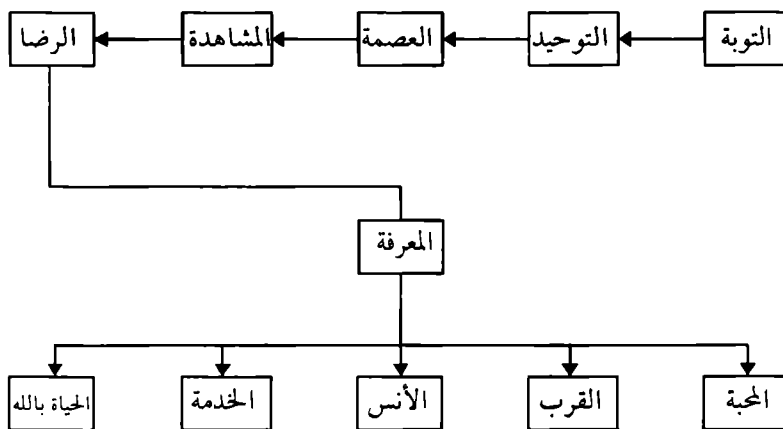 التوبة
التوحيد
العصمة
المشاهدة
الرضا
المعرفة
المحبة
القرب
الأنس
الخدمة
الحياة بالله